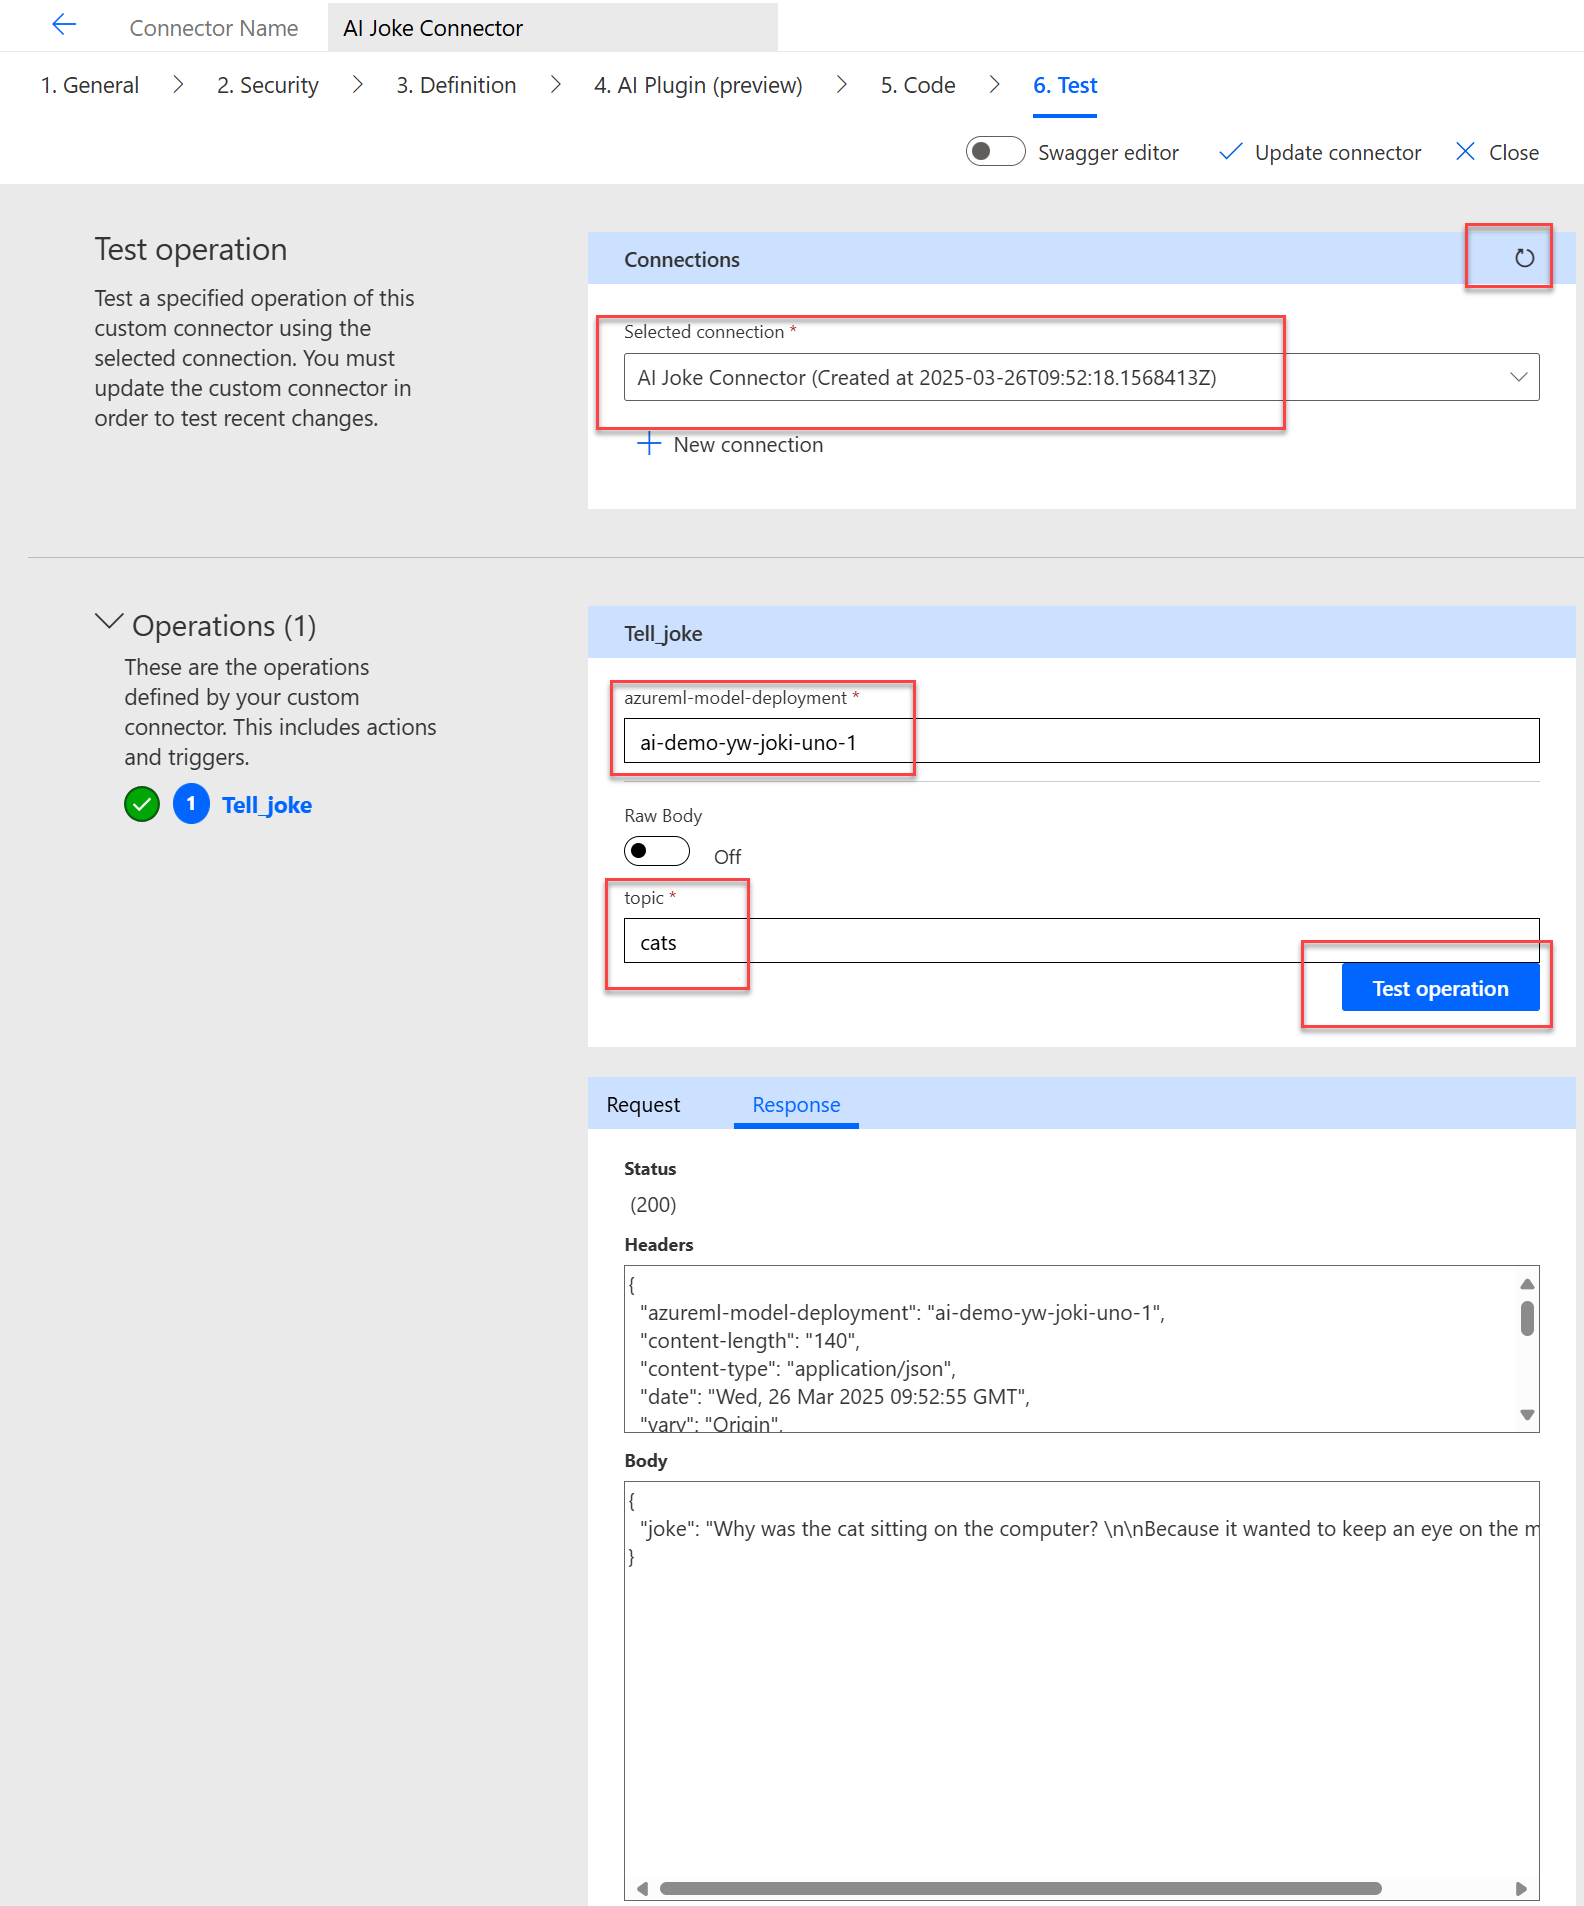 Connector Name
AI Joke Connector
1. General
2. Security
3. Definition
4. AI Plugin (preview)
5. Code
6. Test
Swagger editor
Update connector
Close
Test operation
Test a specified operation of this
custom connector using the
selected connection. You must
update the custom connector in
order to test recent changes.
Connections
Selected connection *
AI Joke Connector (Created at 2025-03-26T09:52:18.1568413Z)
New connection
Operations (1)
These are the operations
defined by your custom
connector. This includes actions
and triggers.
1
Tell_joke
Tell_joke
azureml-model-deployment *
ai-demo-yw-joki-uno-1
Raw Body
Off
topic *
cats
Test operation
Request
Response
Status
(200)
Headers
{
"azureml-model-deployment": "ai-demo-yw-joki-uno-1",
"content-length": "140",
"content-type": "application/json",
"date": "Wed, 26 Mar 2025 09:52:55 GMT",
"vary": "Origin",
Body
{
"joke": "Why was the cat sitting on the computer? \n\nBecause it wanted to keep an eye on the
}